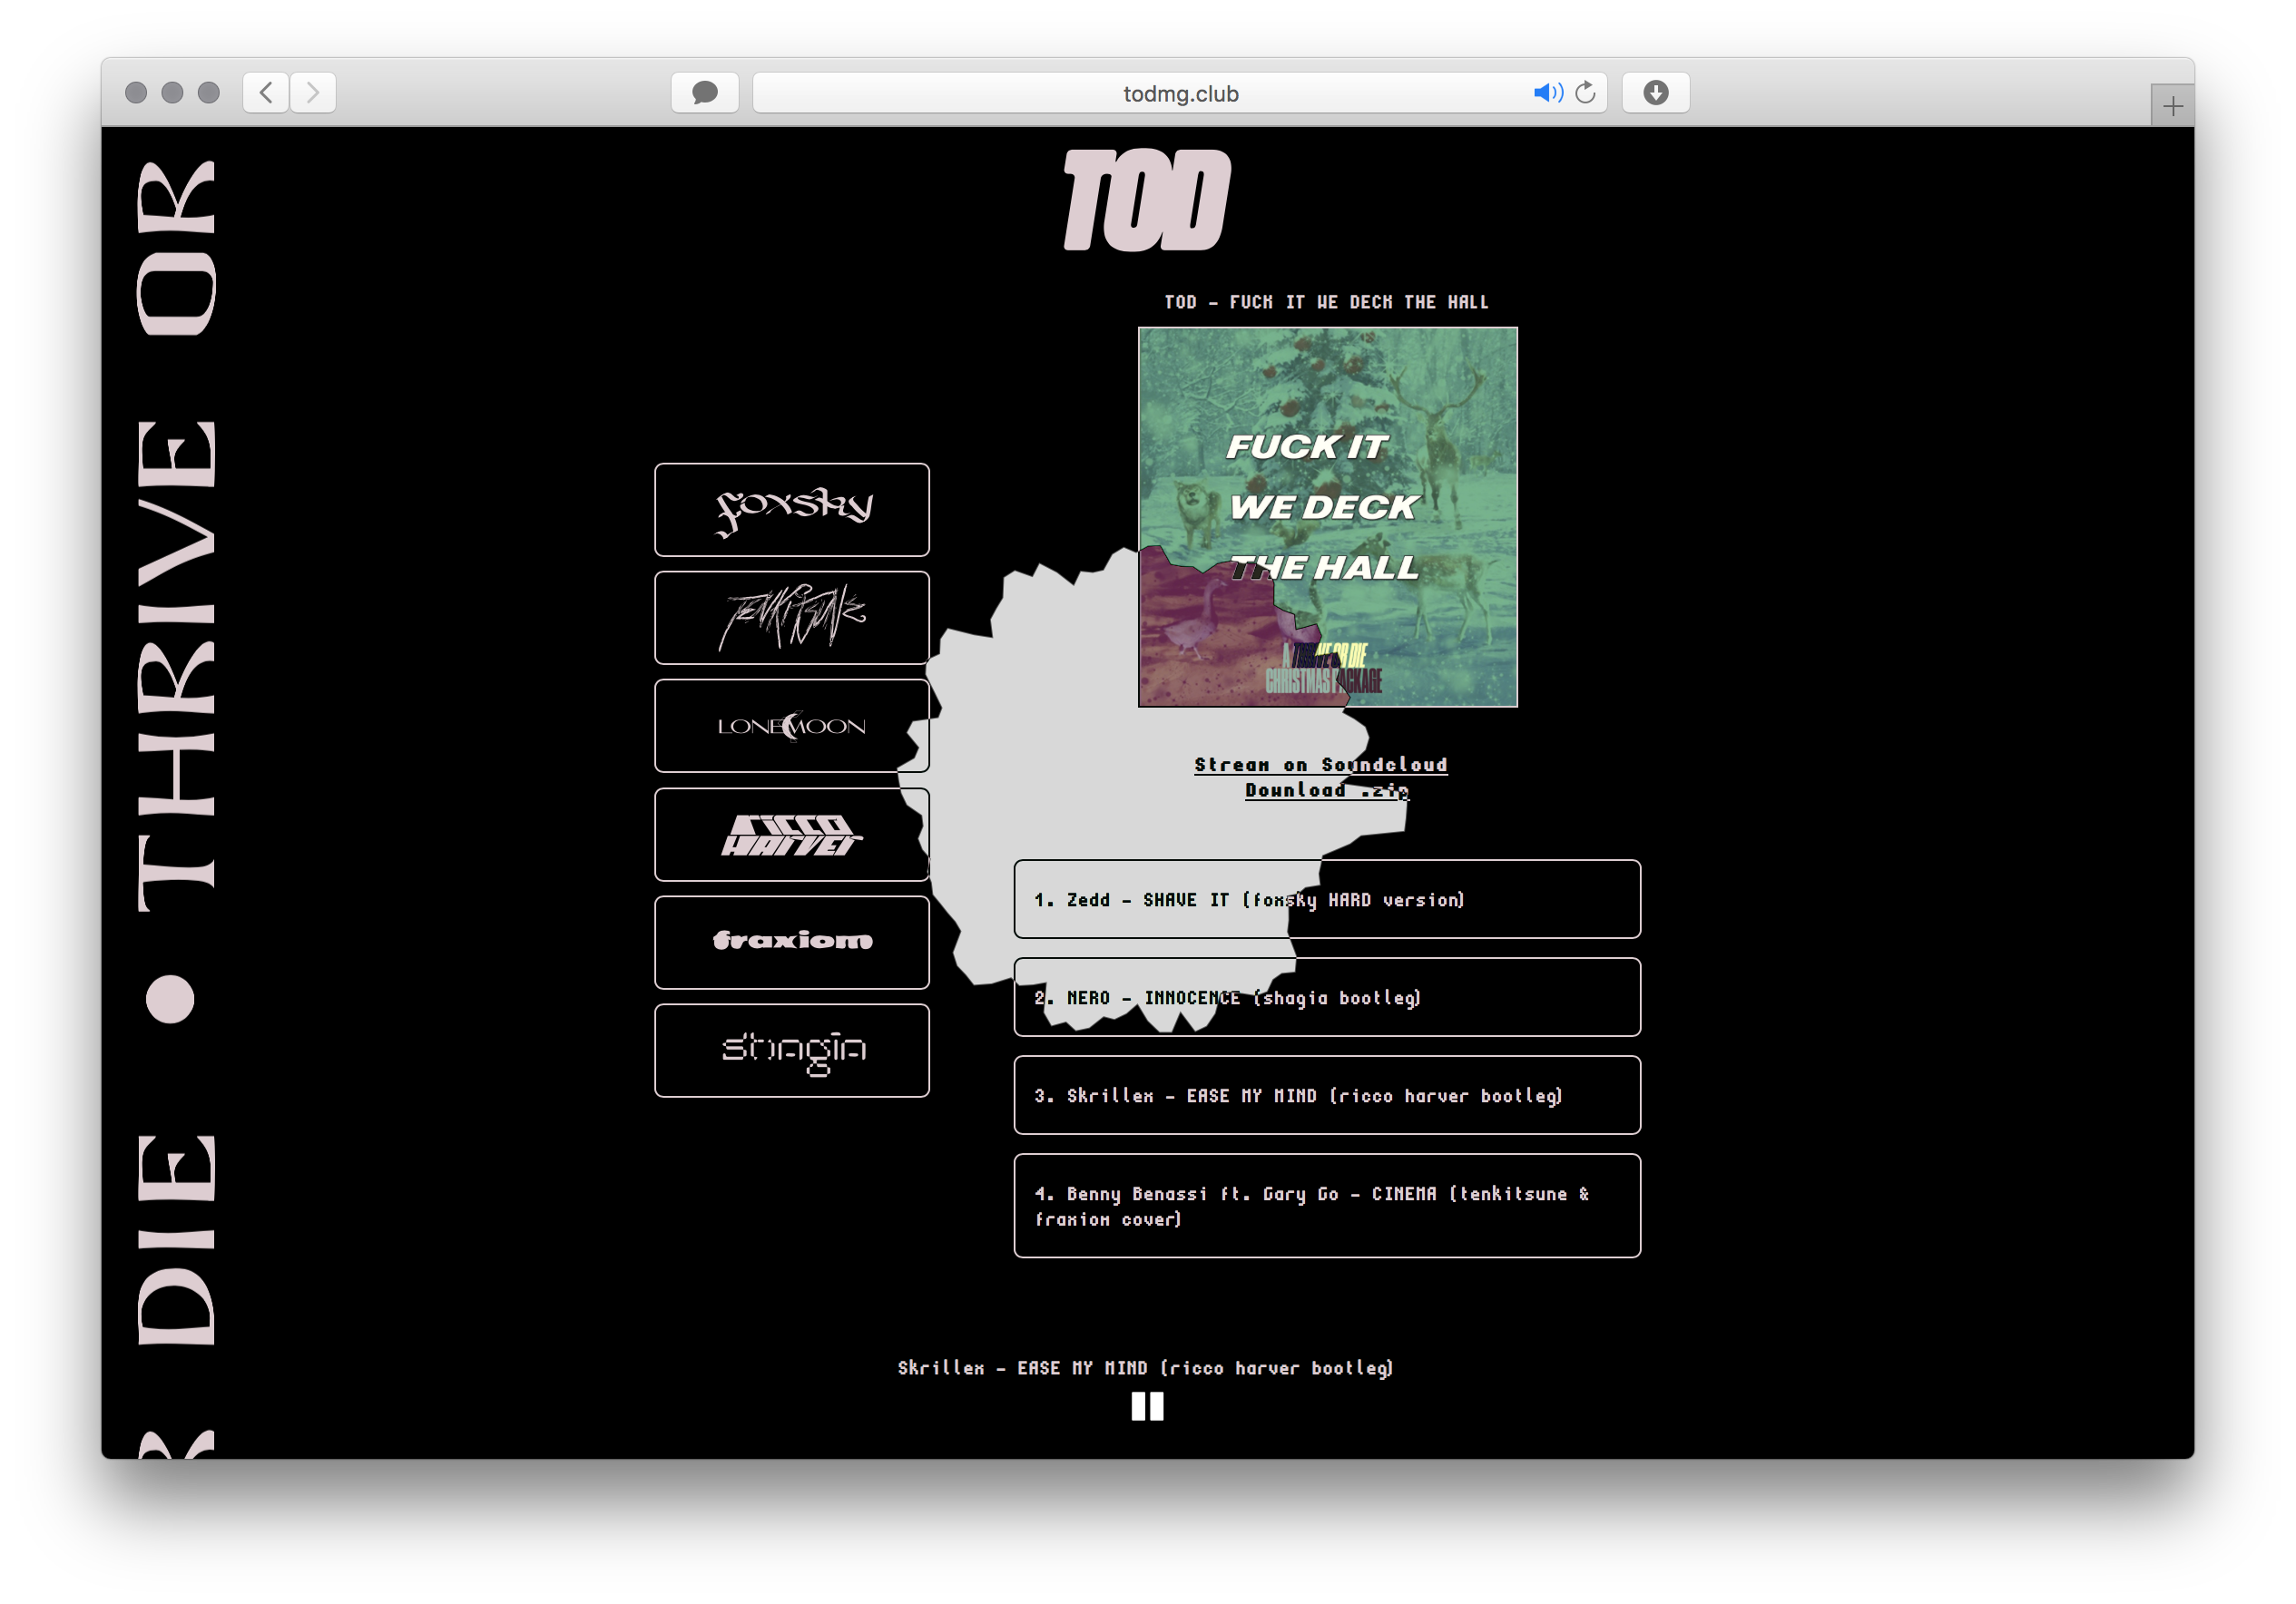 todmg.club
THRIVE OR
DIE
TOD
TOD - FUCK IT WE DECK THE HALL
FUCK IT
WE DECK
THE HALL
A THRIVE OR DIE
CHRISTMAS PACKAGE
foxsky
TENKITSUNE
LONEMOON
RICCO
HARVER
fraxiom
shagia
Stream on Soundcloud
Download .zip
1. Zedd - SHAVE IT (foxsky HARD version)
2. NERO - INNOCENCE (shagia bootleg)
3. Skrillex - EASE MY MIND (ricco harver bootleg)
4. Benny Benassi ft. Gary Go - CINEMA (tenkitsune &
fraxiom cover)
Skrillex - EASE MY MIND (ricco harver bootleg)